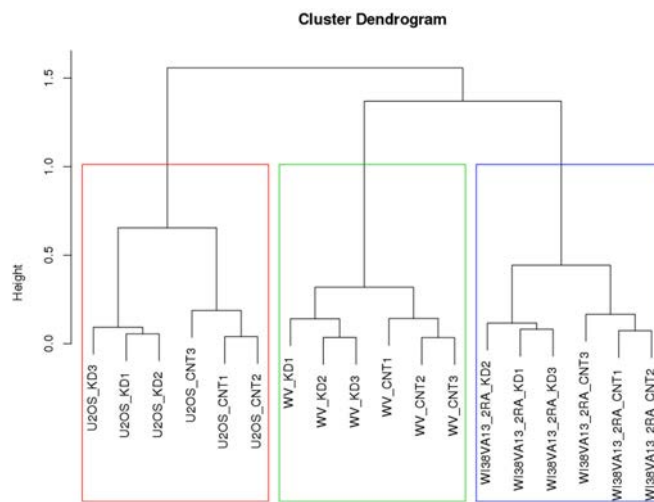 Cluster Dendrogram
Height
1.5
1.0
0.5
0.0
U2OS_KD3
U2OS_KD1
U2OS_KD2
U2OS_CNT3
U2OS_CNT1
U2OS_CNT2
WV_KD1
WV_KD2
WV_KD3
WV_CNT1
WV_CNT2
WV_CNT3
WI38VA13_2RA_KD2
WI38VA13_2RA_KD1
WI38VA13_2RA_KD3
WI38VA13_2RA_CNT3
WI38VA13_2RA_CNT1
WI38VA13_2RA_CNT2